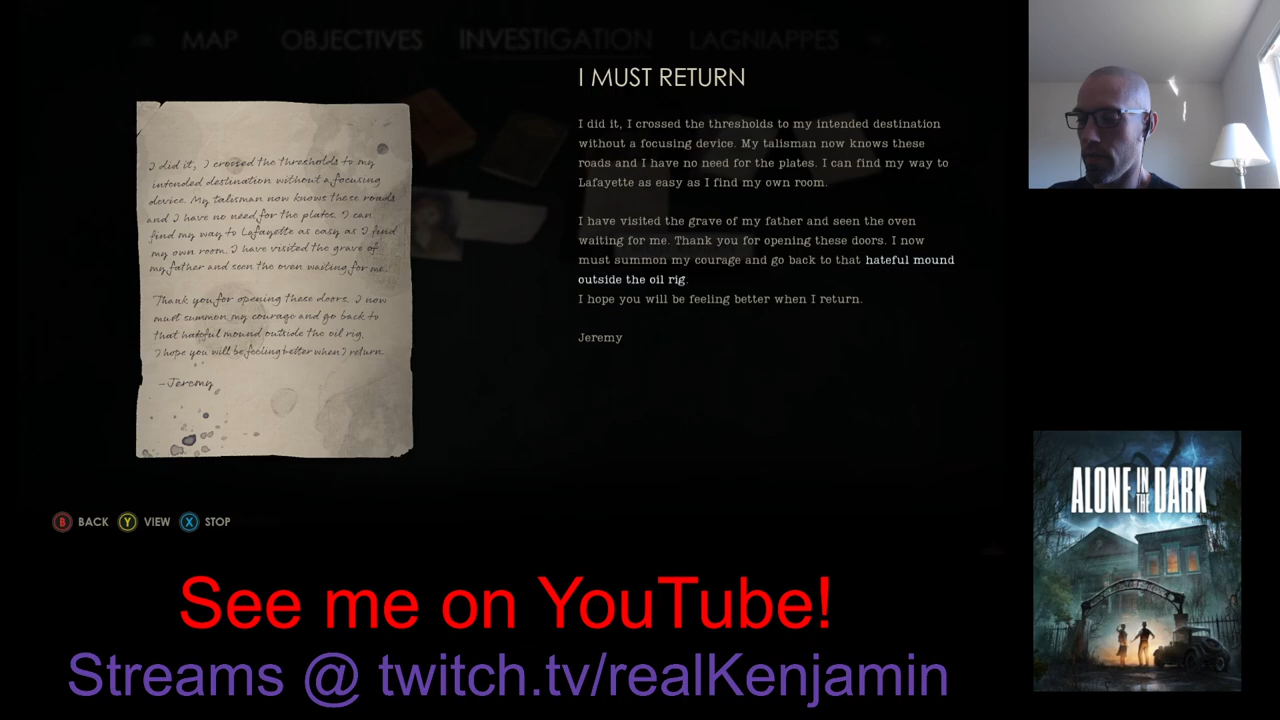 MAP
OBJECTIVES
INVESTIGATION
LAGNIAPPES
I did it, I crossed the thresholds to my
intended destination without a focusing
device. My talisman now knows these roads
and I have no need for the plates. I can
find my way to Lafayette as easy as I find
my own room. I have visited the grave of
my father and seen the oven waiting for me.
Thank you for opening these doors. I now
must summon my courage and go back to
that hateful mound outside the oil rig.
I hope you will be feeling better when I return.
-Jeremy
I MUST RETURN
I did it, I crossed the thresholds to my intended destination
without a focusing device. My talisman now knows these
roads and I have no need for the plates. I can find my way to
Lafayette as easy as I find my own room.
I have visited the grave of my father and seen the oven
waiting for me. Thank you for opening these doors. I now
must summon my courage and go back to that hateful mound
outside the oil rig.
I hope you will be feeling better when I return.
Jeremy
B BACK Y VIEW X STOP
See me on YouTube!
Streams @ twitch.tv/realKenjamin
ALONE IN THE DARK